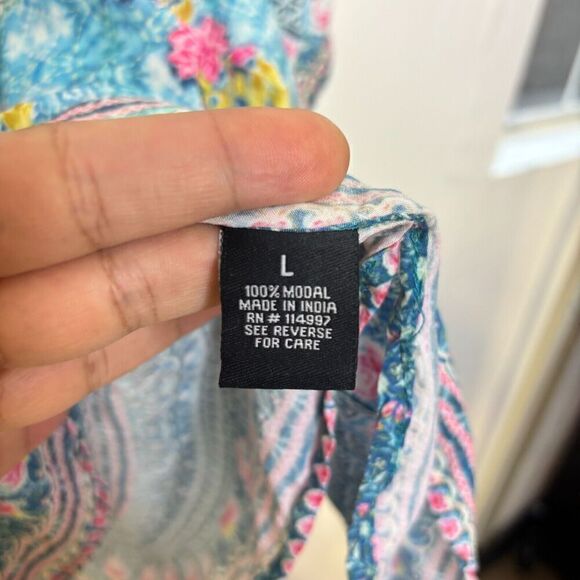 L
100% MODAL
MADE IN INDIA
RN # 114997
SEE REVERSE
FOR CARE